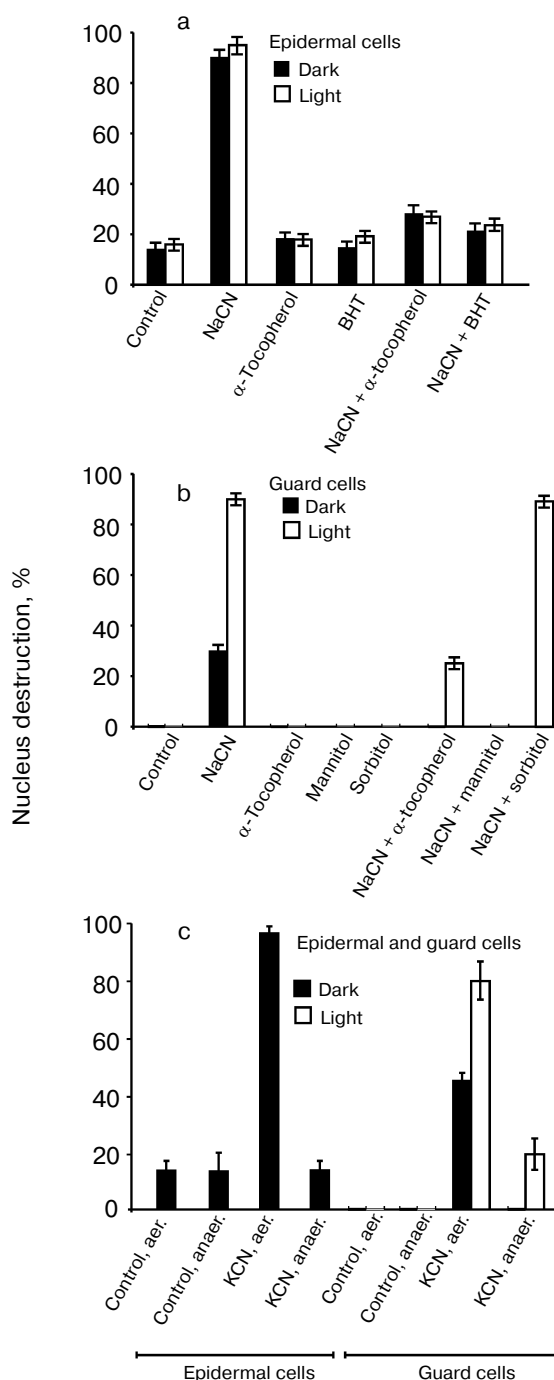 a
Epidermal cells
Dark
Light
100
80
60
40
20
0
Control
NaCN
α-Tocopherol
BHT
NaCN + α-tocopherol
NaCN + BHT
b
Guard cells
Dark
Light
100
80
60
40
20
0
Control
NaCN
α-Tocopherol
Mannitol
Sorbitol
NaCN + α-tocopherol
NaCN + mannitol
NaCN + sorbitol
Nucleus destruction, %
c
Epidermal and guard cells
Dark
Light
100
80
60
40
20
0
Control, aer.
Control, anaer.
KCN, aer.
KCN, anaer.
Control, aer.
Control, anaer.
KCN, aer.
KCN, anaer.
Epidermal cells
Guard cells